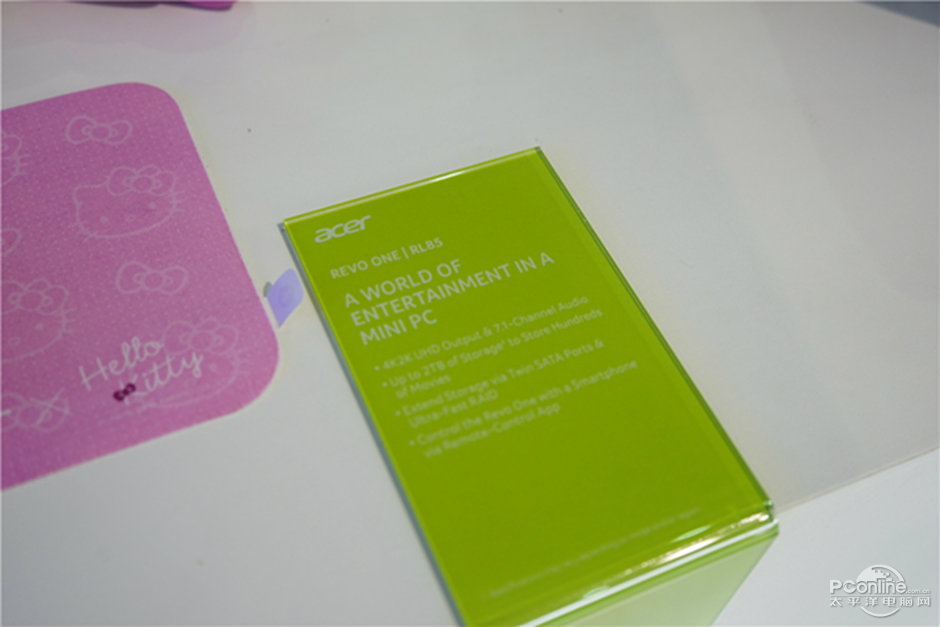 Hello
Kitty
acer
REVO ONE | RL85
A WORLD OF
ENTERTAINMENT IN A
MINI PC
• 4K2K UHD Output & 7.1-Channel Audio
• Up to 2TB of Storage¹ to Store Hundreds
of Movies
• Extend Storage via Twin SATA Ports &
Ultra-Fast RAID
• Control the Revo One with a Smartphone
via Remote-Control App
PConline.com.cn
太平洋电脑网